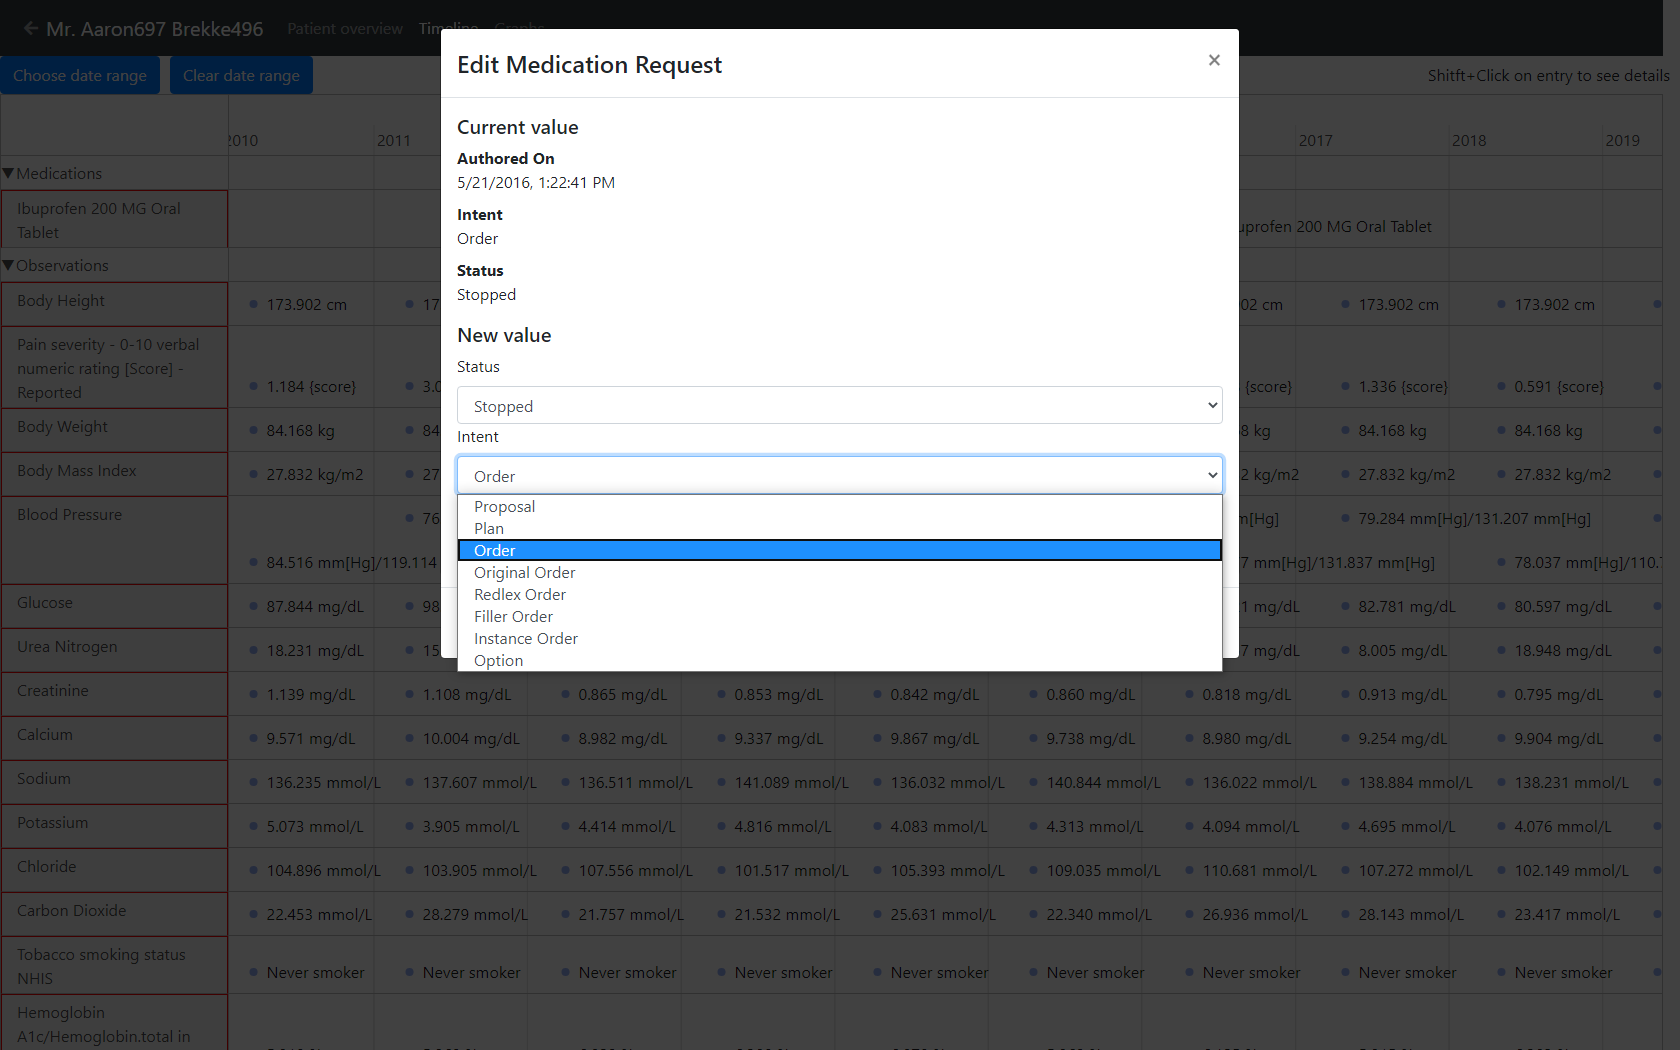 ← Mr. Aaron697 Brekke496 Patient overview Timeline Graphs
Choose date range Clear date range
Shitft+Click on entry to see details
Edit Medication Request ×
Current value
Authored On
5/21/2016, 1:22:41 PM
Intent
Order
Status
Stopped
New value
Status
Stopped
Intent
Order
Proposal
Plan
Order
Original Order
Redlex Order
Filler Order
Instance Order
Option
2010 2011 2017 2018 2019
▼Medications
Ibuprofen 200 MG Oral
Tablet
uprofen 200 MG Oral Tablet
▼Observations
Body Height
173.902 cm 17 02 cm 173.902 cm 173.902 cm
Pain severity - 0-10 verbal
numeric rating [Score] -
Reported
1.184 {score} 3.0 {score} 1.336 {score} 0.591 {score}
Body Weight
84.168 kg 84 8 kg 84.168 kg 84.168 kg
Body Mass Index
27.832 kg/m2 27 2 kg/m2 27.832 kg/m2 27.832 kg/m2
Blood Pressure
76 m[Hg] 79.284 mm[Hg]/131.207 mm[Hg]
84.516 mm[Hg]/119.114 7 mm[Hg]/131.837 mm[Hg] 78.037 mm[Hg]/110.7
Glucose
87.844 mg/dL 98 1 mg/dL 82.781 mg/dL 80.597 mg/dL
Urea Nitrogen
18.231 mg/dL 15 7 mg/dL 8.005 mg/dL 18.948 mg/dL
Creatinine
1.139 mg/dL 1.108 mg/dL 0.865 mg/dL 0.853 mg/dL 0.842 mg/dL 0.860 mg/dL 0.818 mg/dL 0.913 mg/dL 0.795 mg/dL
Calcium
9.571 mg/dL 10.004 mg/dL 8.982 mg/dL 9.337 mg/dL 9.867 mg/dL 9.738 mg/dL 8.980 mg/dL 9.254 mg/dL 9.904 mg/dL
Sodium
136.235 mmol/L 137.607 mmol/L 136.511 mmol/L 141.089 mmol/L 136.032 mmol/L 140.844 mmol/L 136.022 mmol/L 138.884 mmol/L 138.231 mmol/L
Potassium
5.073 mmol/L 3.905 mmol/L 4.414 mmol/L 4.816 mmol/L 4.083 mmol/L 4.313 mmol/L 4.094 mmol/L 4.695 mmol/L 4.076 mmol/L
Chloride
104.896 mmol/L 103.905 mmol/L 107.556 mmol/L 101.517 mmol/L 105.393 mmol/L 109.035 mmol/L 110.681 mmol/L 107.272 mmol/L 102.149 mmol/L
Carbon Dioxide
22.453 mmol/L 28.279 mmol/L 21.757 mmol/L 21.532 mmol/L 25.631 mmol/L 22.340 mmol/L 26.936 mmol/L 28.143 mmol/L 23.417 mmol/L
Tobacco smoking status
NHIS
Never smoker Never smoker Never smoker Never smoker Never smoker Never smoker Never smoker Never smoker Never smoker
Hemoglobin
A1c/Hemoglobin.total in